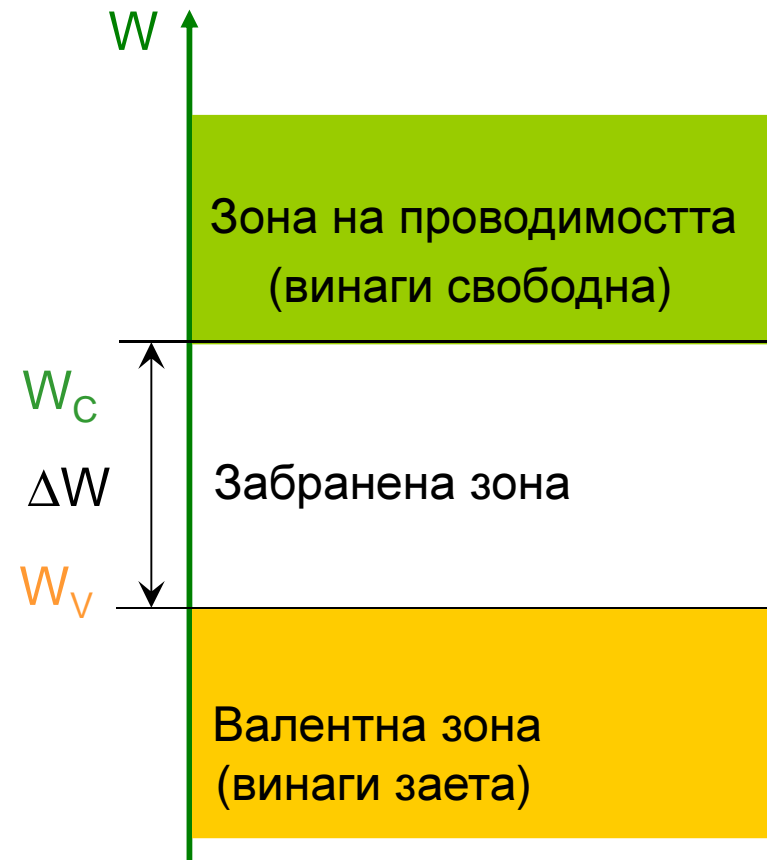 W
Зона на проводимостта
(винаги свободна)
W_C
ΔW
Забранена зона
W_V
Валентна зона
(винаги заета)